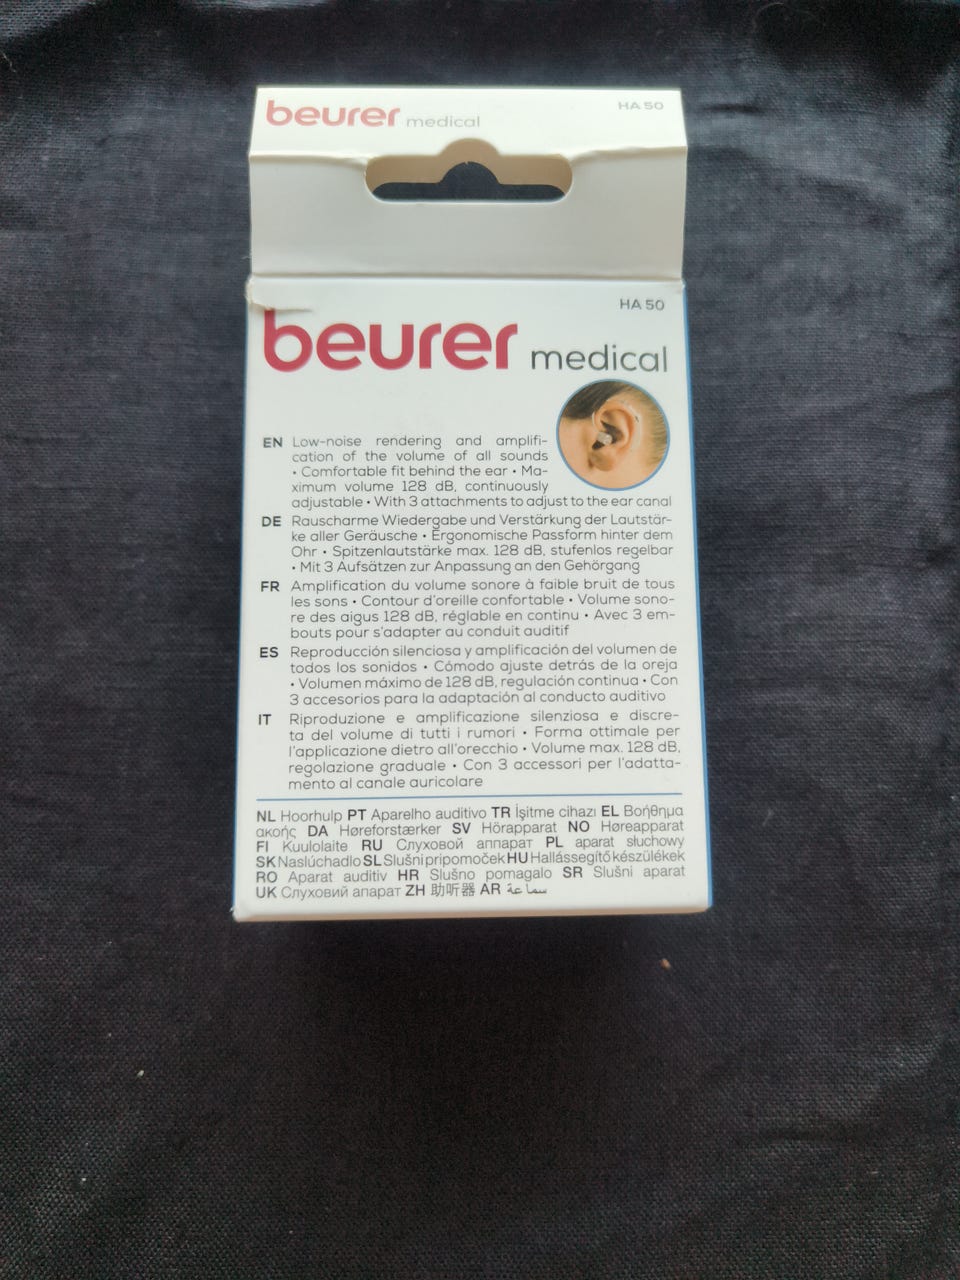 beurer medical HA 50
HA 50
beurer medical
EN Low-noise rendering and amplifi-
cation of the volume of all sounds
• Comfortable fit behind the ear • Ma-
ximum volume 128 dB, continuously
adjustable • With 3 attachments to adjust to the ear canal
DE Rauscharme Wiedergabe und Verstärkung der Lautstär-
ke aller Geräusche • Ergonomische Passform hinter dem
Ohr • Spitzenlautstärke max. 128 dB, stufenlos regelbar
• Mit 3 Aufsätzen zur Anpassung an den Gehörgang
FR Amplification du volume sonore à faible bruit de tous
les sons • Contour d'oreille confortable • Volume sono-
re des aigus 128 dB, réglable en continu • Avec 3 em-
bouts pour s'adapter au conduit auditif
ES Reproducción silenciosa y amplificación del volumen de
todos los sonidos • Cómodo ajuste detrás de la oreja
• Volumen máximo de 128 dB, regulación continua • Con
3 accesorios para la adaptación al conducto auditivo
IT Riproduzione e amplificazione silenziosa e discre-
ta del volume di tutti i rumori • Forma ottimale per
l'applicazione dietro all'orecchio • Volume max. 128 dB,
regolazione graduale • Con 3 accessori per l'adatta-
mento al canale auricolare
NL Hoorhulp PT Aparelho auditivo TR İşitme cihazı EL Βοήθημα
ακοής DA Høreforstærker SV Hörapparat NO Høreapparat
FI Kuulolaite RU Слуховой аппарат PL aparat słuchowy
SK Naslúchadlo SL Slušni pripomoček HU Hallássegítő készülékek
RO Aparat auditiv HR Slušno pomagalo SR Slušni aparat
UK Слуховий апарат ZH 助听器 AR سماعة